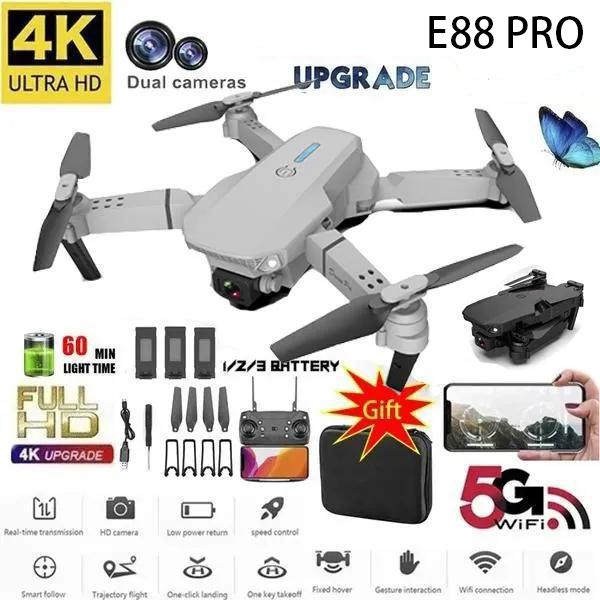 4K
ULTRA HD
Dual cameras
UPGRADE
E88 PRO
60 MIN
LIGHT TIME
1/2/3 BATTERY
FULL
HD
4K UPGRADE
Gift
5G
WiFi
Real-time transmission
HD camera
Low power return
speed control
Smart follow
Trajectory flight
One-click landing
One key takeoff
Fixed hover
Gesture interaction
Wifi connection
Headless mode